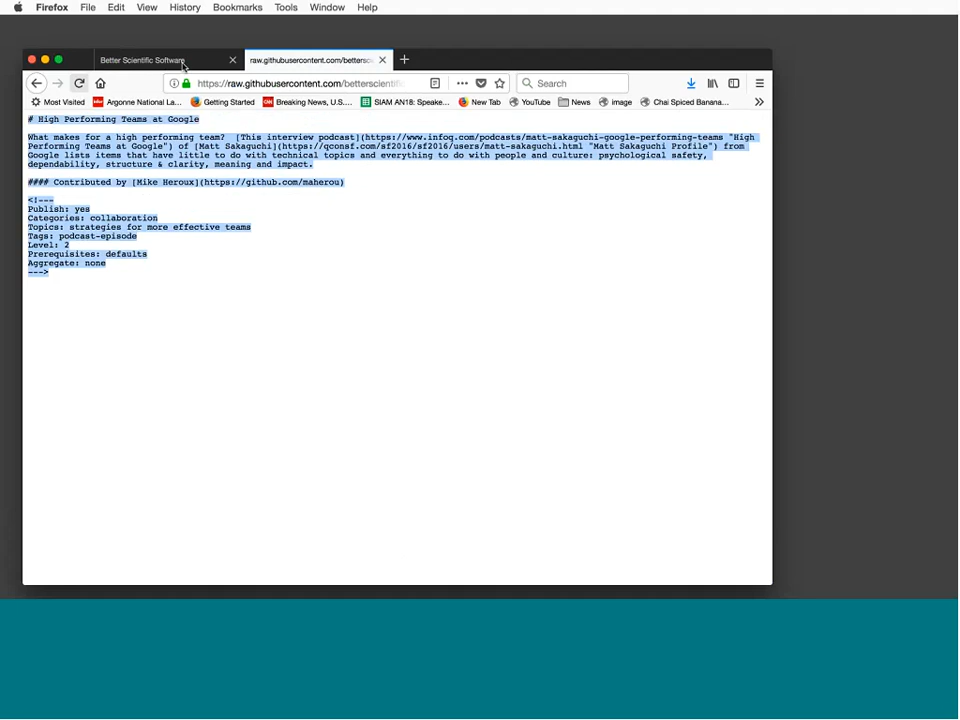 Firefox File Edit View History Bookmarks Tools Window Help
Better Scientific Software
raw.githubusercontent.com/bettersc
https://raw.githubusercontent.com/betterscientific
Search
Most Visited Argonne National La... Getting Started Breaking News, U.S.... SIAM AN18: Speake... New Tab YouTube News image Chai Spiced Banana...
# High Performing Teams at Google
What makes for a high performing team? [This interview podcast](https://www.infoq.com/podcasts/matt-sakaguchi-google-performing-teams "High
Performing Teams at Google") of [Matt Sakaguchi](https://qconsf.com/sf2016/sf2016/users/matt-sakaguchi.html "Matt Sakaguchi Profile") from
Google lists items that have little to do with technical topics and everything to do with people and culture: psychological safety,
dependability, structure & clarity, meaning and impact.
#### Contributed by [Mike Heroux](https://github.com/maherou)
<!---
Publish: yes
Categories: collaboration
Topics: strategies for more effective teams
Tags: podcast-episode
Level: 2
Prerequisites: defaults
Aggregate: none
--->